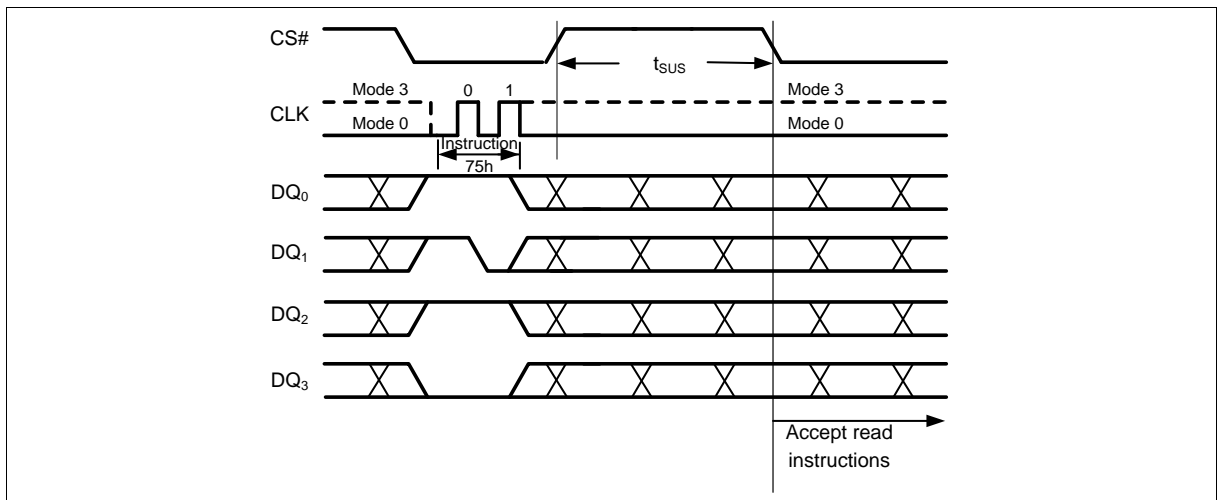 CS#
tSUS
Mode 3 0 1 Mode 3
CLK
Mode 0 Mode 0
Instruction
75h
DQ0
DQ1
DQ2
DQ3
Accept read
instructions